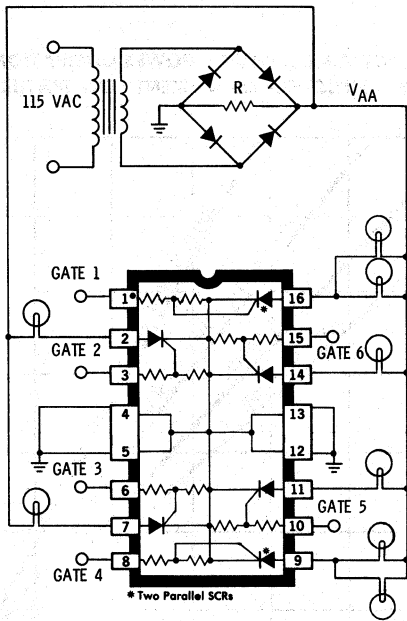 R
115 VAC
VAA
GATE 1
1
16
2
15
GATE 2
GATE 6
3
14
4
13
5
12
GATE 3
6
11
GATE 5
7
10
8
9
GATE 4
*
*
* Two Parallel SCRs